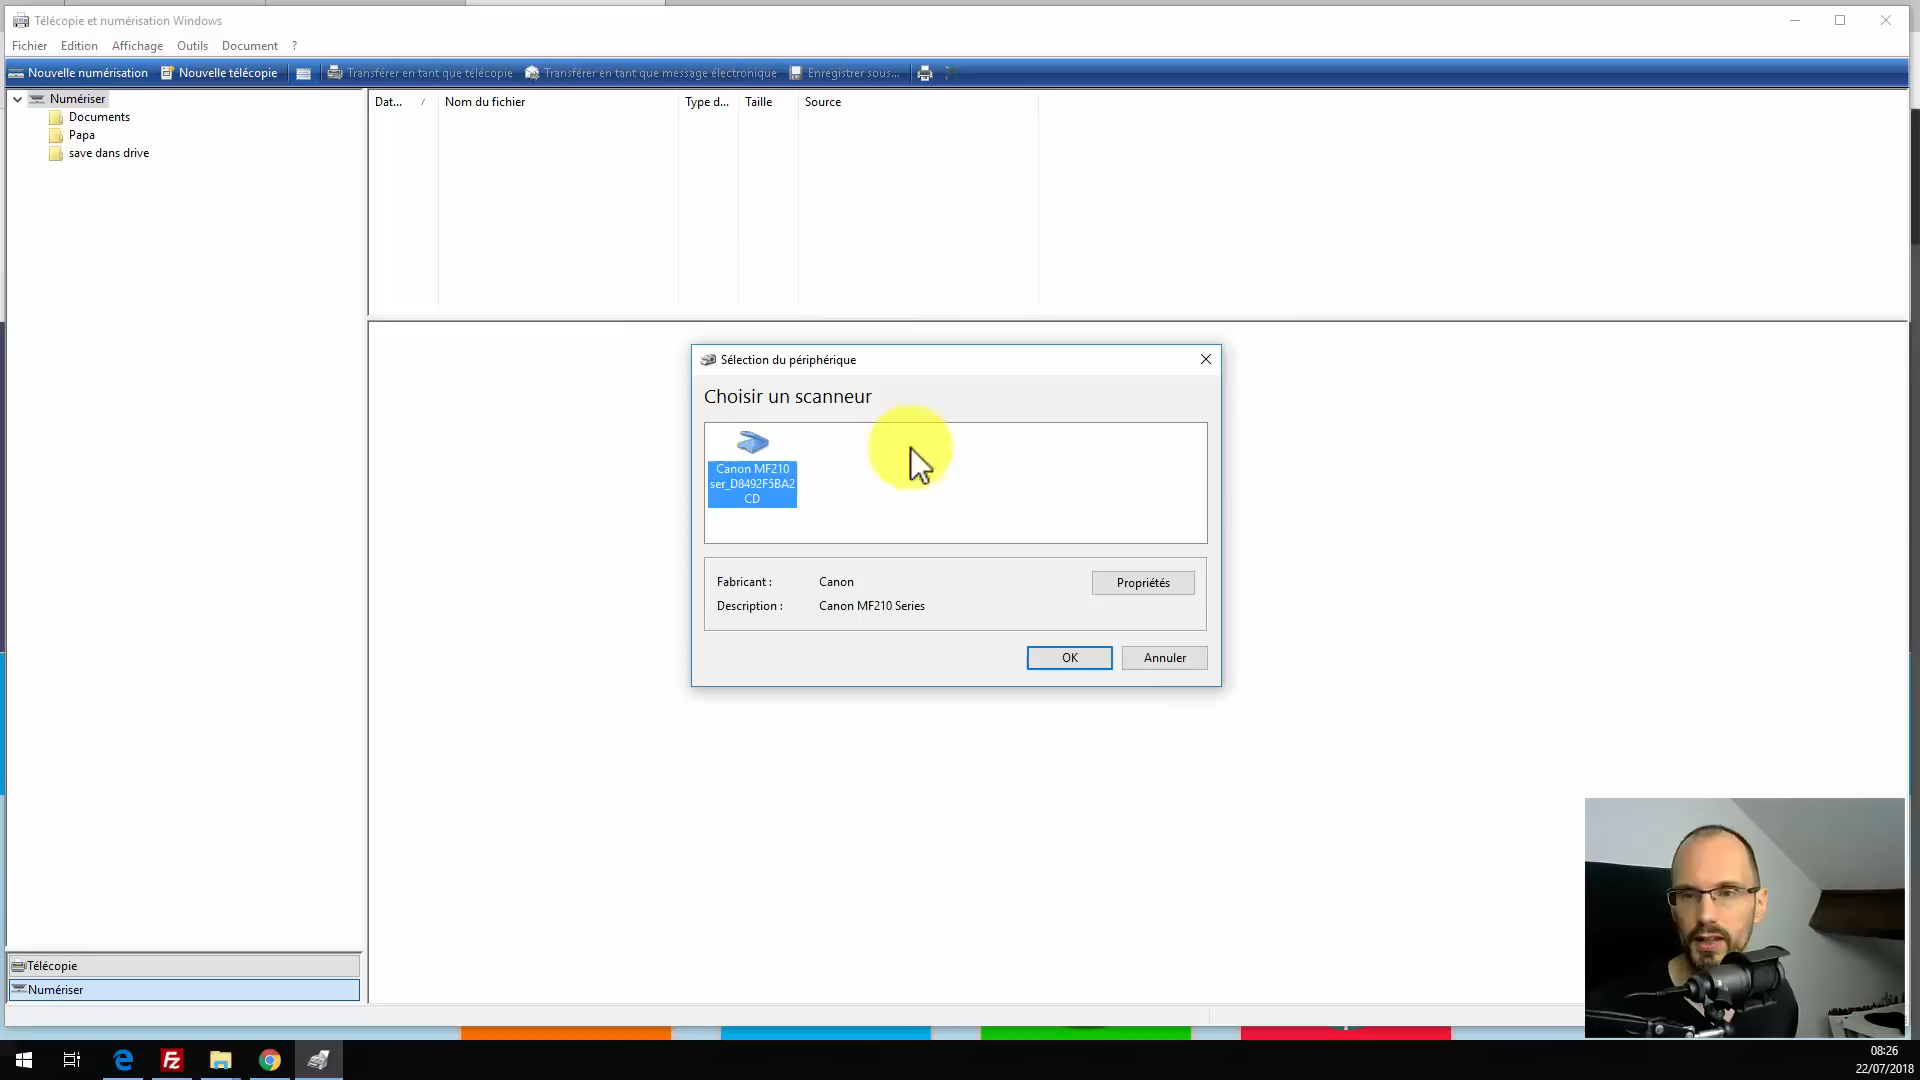 Télécopie et numérisation Windows
Fichier Edition Affichage Outils Document ?
Nouvelle numérisation Nouvelle télécopie Transférer en tant que télécopie Transférer en tant que message électronique Enregistrer sous...
Numériser
Documents
Papa
save dans drive
Dat... Nom du fichier Type d... Taille Source
Sélection du périphérique
Choisir un scanneur
Canon MF210
ser_D8492F5BA2
CD
Fabricant : Canon
Propriétés
Description : Canon MF210 Series
OK Annuler
Télécopie
Numériser
08:26
22/07/2018